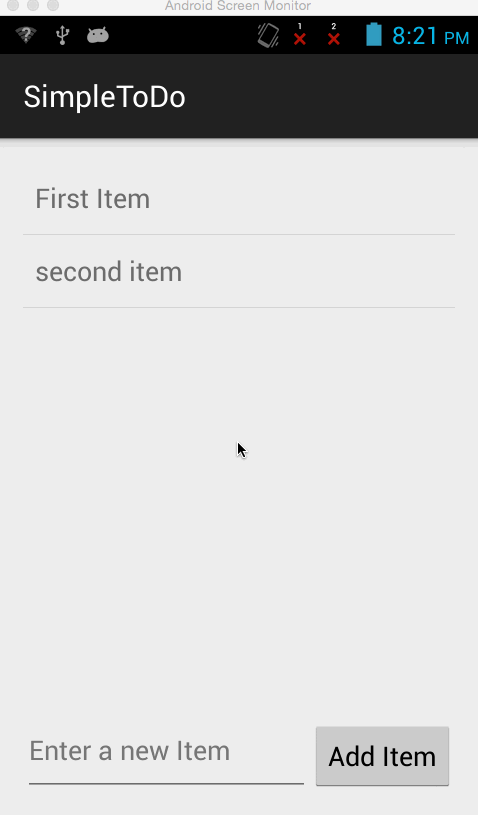 Android Screen Monitor
1 2 8:21 PM
SimpleToDo
First Item
second item
Enter a new Item Add Item